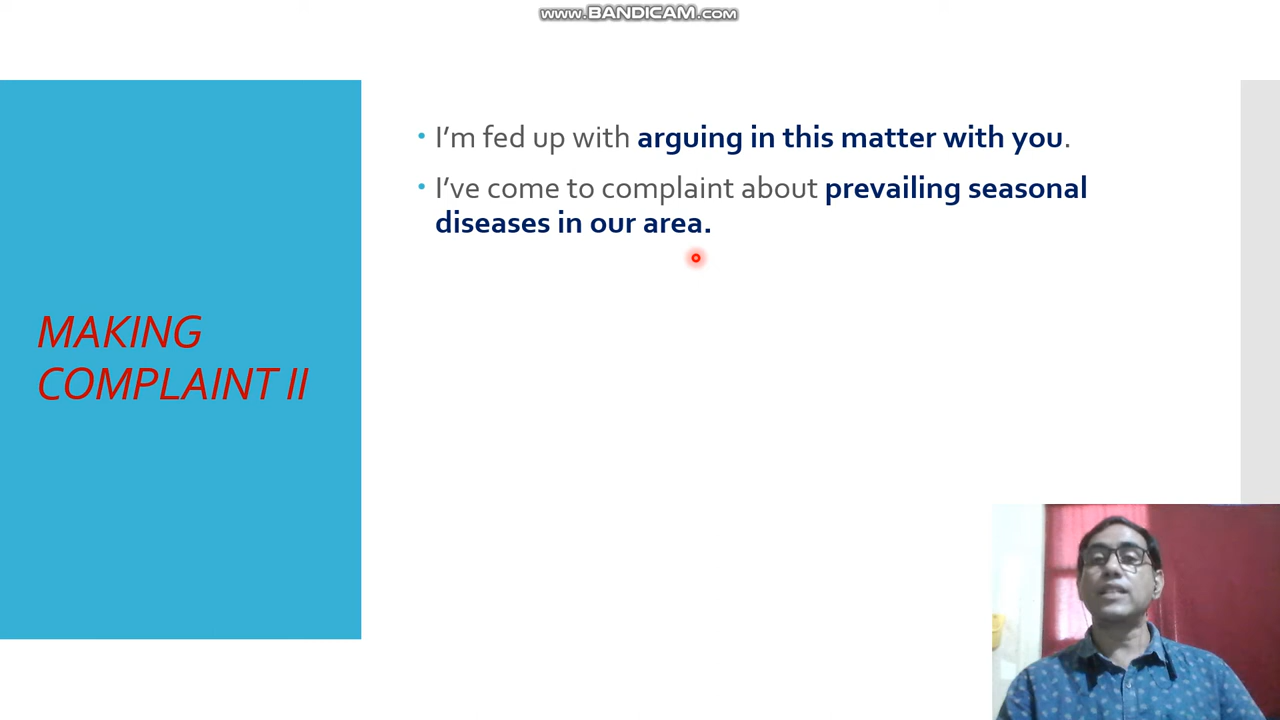 www.BANDICAM.com
• I’m fed up with arguing in this matter with you.
• I’ve come to complaint about prevailing seasonal
diseases in our area.
MAKING
COMPLAINT II